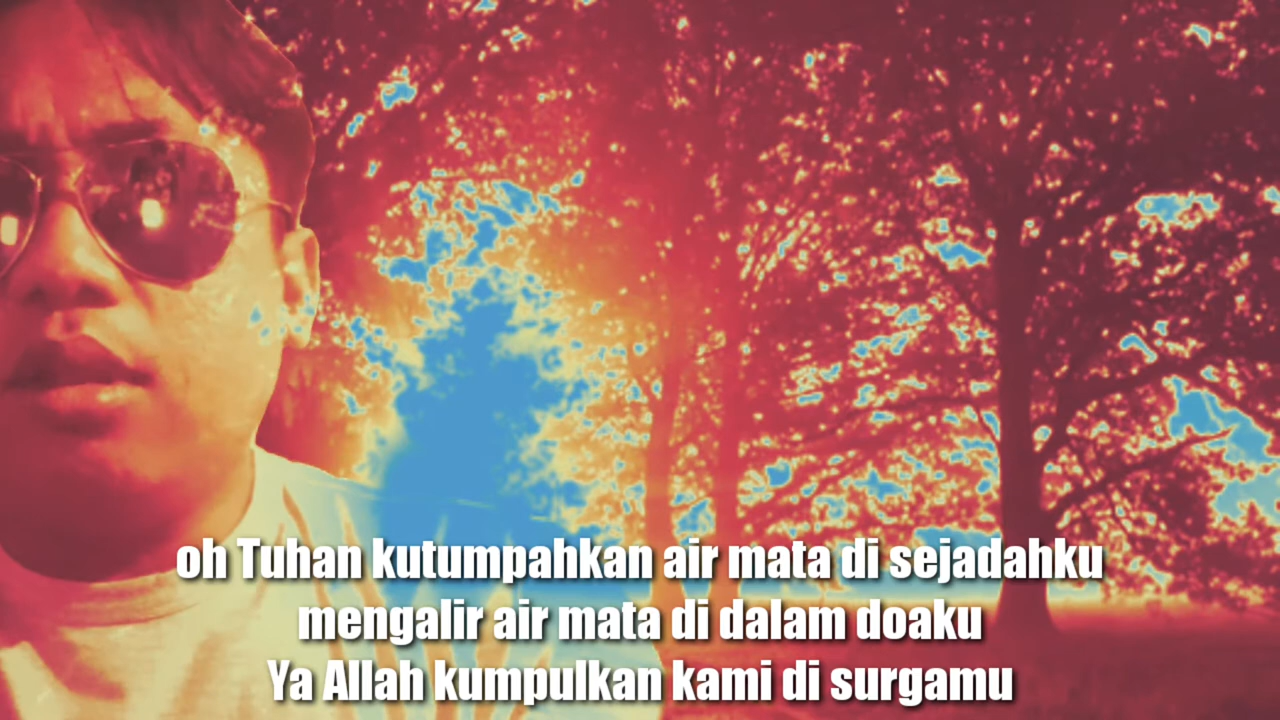 oh Tuhan kutumpahkan air mata di sejadahku
mengalir air mata di dalam doaku
Ya Allah kumpulkan kami di surgamu